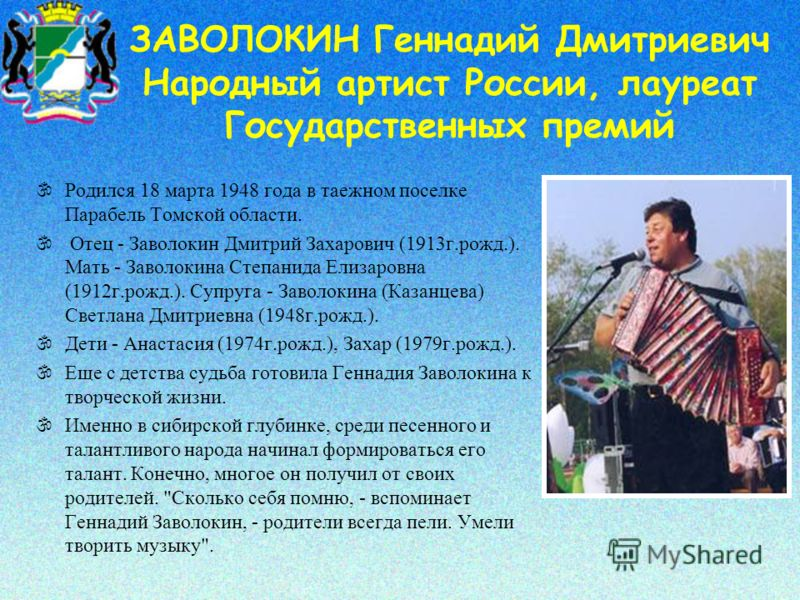 ЗАВОЛОКИН Геннадий Дмитриевич
Народный артист России, лауреат
Государственных премий
Родился 18 марта 1948 года в таежном поселке
Парабель Томской области.
Отец - Заволокин Дмитрий Захарович (1913г.рожд.).
Мать - Заволокина Степанида Елизаровна
(1912г.рожд.). Супруга - Заволокина (Казанцева)
Светлана Дмитриевна (1948г.рожд.).
Дети - Анастасия (1974г.рожд.), Захар (1979г.рожд.).
Еше с детства судьба готовила Геннадия Заволокина к
творческой жизни.
Именно в сибирской глубинке, среди песенного и
талантливого народа начинал формироваться его
талант. Конечно, многое он получил от своих
родителей. "Сколько себя помню, - вспоминает
Геннадий Заволокин, - родители всегда пели. Умели
творить музыку".
MyShared